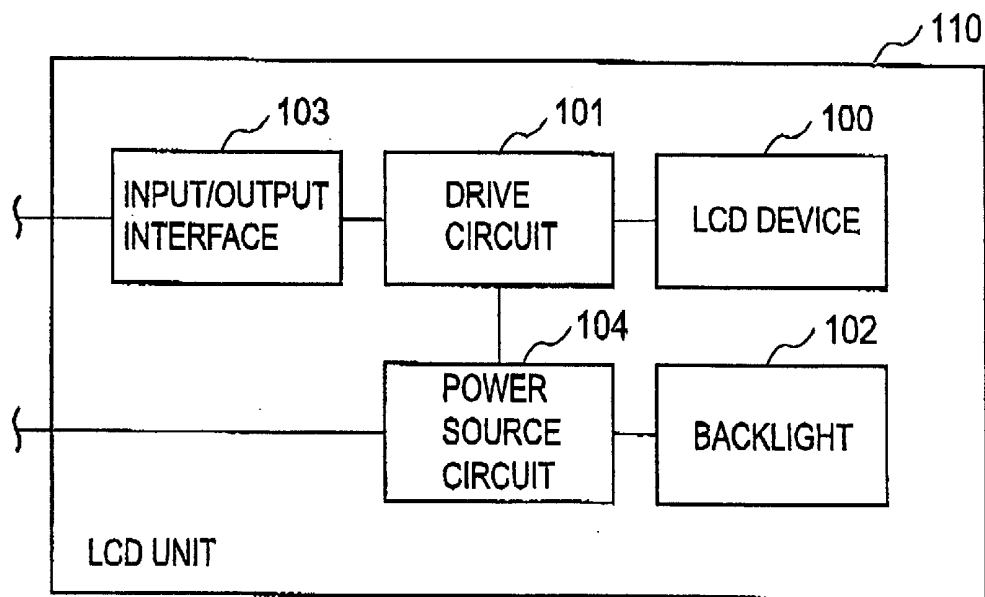 110
103
101
100
INPUT/OUTPUT
INTERFACE
DRIVE
CIRCUIT
LCD DEVICE
104
102
POWER
SOURCE
CIRCUIT
BACKLIGHT
LCD UNIT